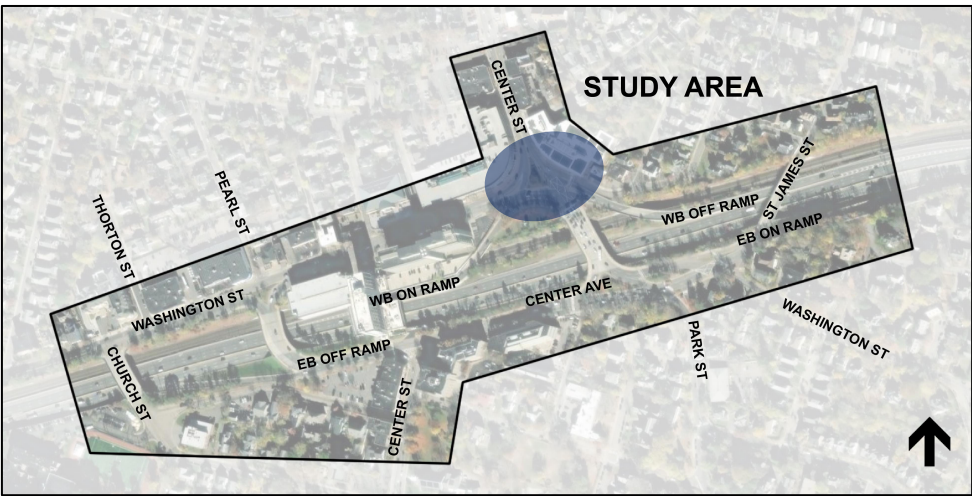 CENTER ST
STUDY AREA
ST JAMES ST
PEARL ST
THORTON ST
WB OFF RAMP
EB ON RAMP
WB ON RAMP
CENTER AVE
WASHINGTON ST
WASHINGTON ST
PARK ST
EB OFF RAMP
CHURCH ST
CENTER ST